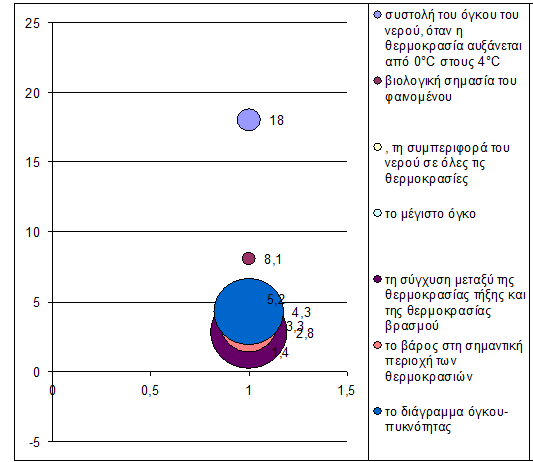 25
20
15
10
5
0
-5
0
0,5
1
1,5
18
8,1
5,2
4,3
3,3
2,8
1,4
συστολή του όγκου του
νερού, όταν η
θερμοκρασία αυξάνεται
από 0°C στους 4°C
βιολογική σημασία του
φαινομένου
, τη συμπεριφορά του
νερού σε όλες τις
θερμοκρασίες
το μέγιστο όγκο
τη σύγχυση μεταξύ της
θερμοκρασίας πήξης και
της θερμοκρασίας
βρασμού
το βάρος στη σημαντική
περιοχή των
θερμοκρασιών
το διάγραμμα όγκου-
πυκνότητας